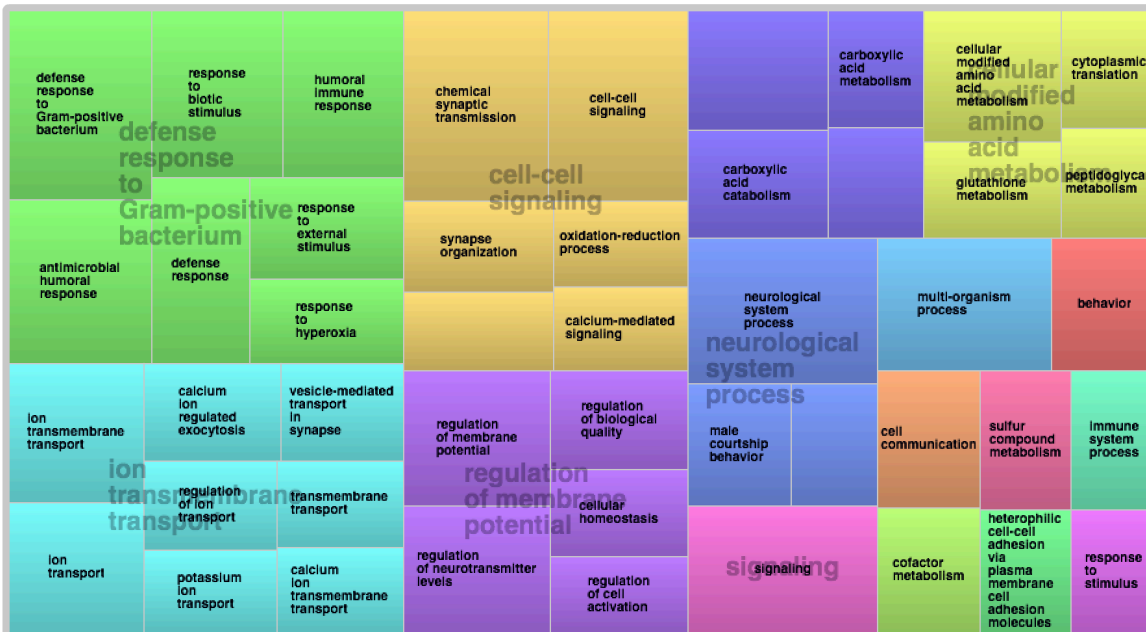 defense
response
to
Gram-positive
bacterium
response
to
biotic
stimulus
humoral
immune
response
defense
response
to
Gram-positive
bacterium
antimicrobial
humoral
response
defense
response
response
to
external
stimulus
response
to
hyperoxia
chemical
synaptic
transmission
cell-cell
signaling
cell-cell
signaling
synapse
organization
oxidation-reduction
process
calcium-mediated
signaling
carboxylic
acid
metabolism
carboxylic
acid
catabolism
cellular
modified
amino
acid
metabolism
cytoplasmic
translation
cellular
modified
amino
acid
metabolism
glutathione
metabolism
peptidoglyca
metabolism
neurological
system
process
neurological
system
process
male
courtship
behavior
multi-organism
process
behavior
ion
transmembrane
transport
calcium
ion
regulated
exocytosis
vesicle-mediated
transport
in
synapse
ion
transmembrane
transport
regulation
of ion
transport
transmembrane
transport
ion
transport
potassium
ion
transport
calcium
ion
transmembrane
transport
regulation
of membrane
potential
regulation
of biological
quality
regulation
of membrane
potential
cellular
homeostasis
regulation
of neurotransmitter
levels
regulation
of cell
activation
cell
communication
sulfur
compound
metabolism
immune
system
process
signaling
signaling
cofactor
metabolism
heterophilic
cell-cell
adhesion
via
plasma
membrane
cell
adhesion
molecules
response
to
stimulus